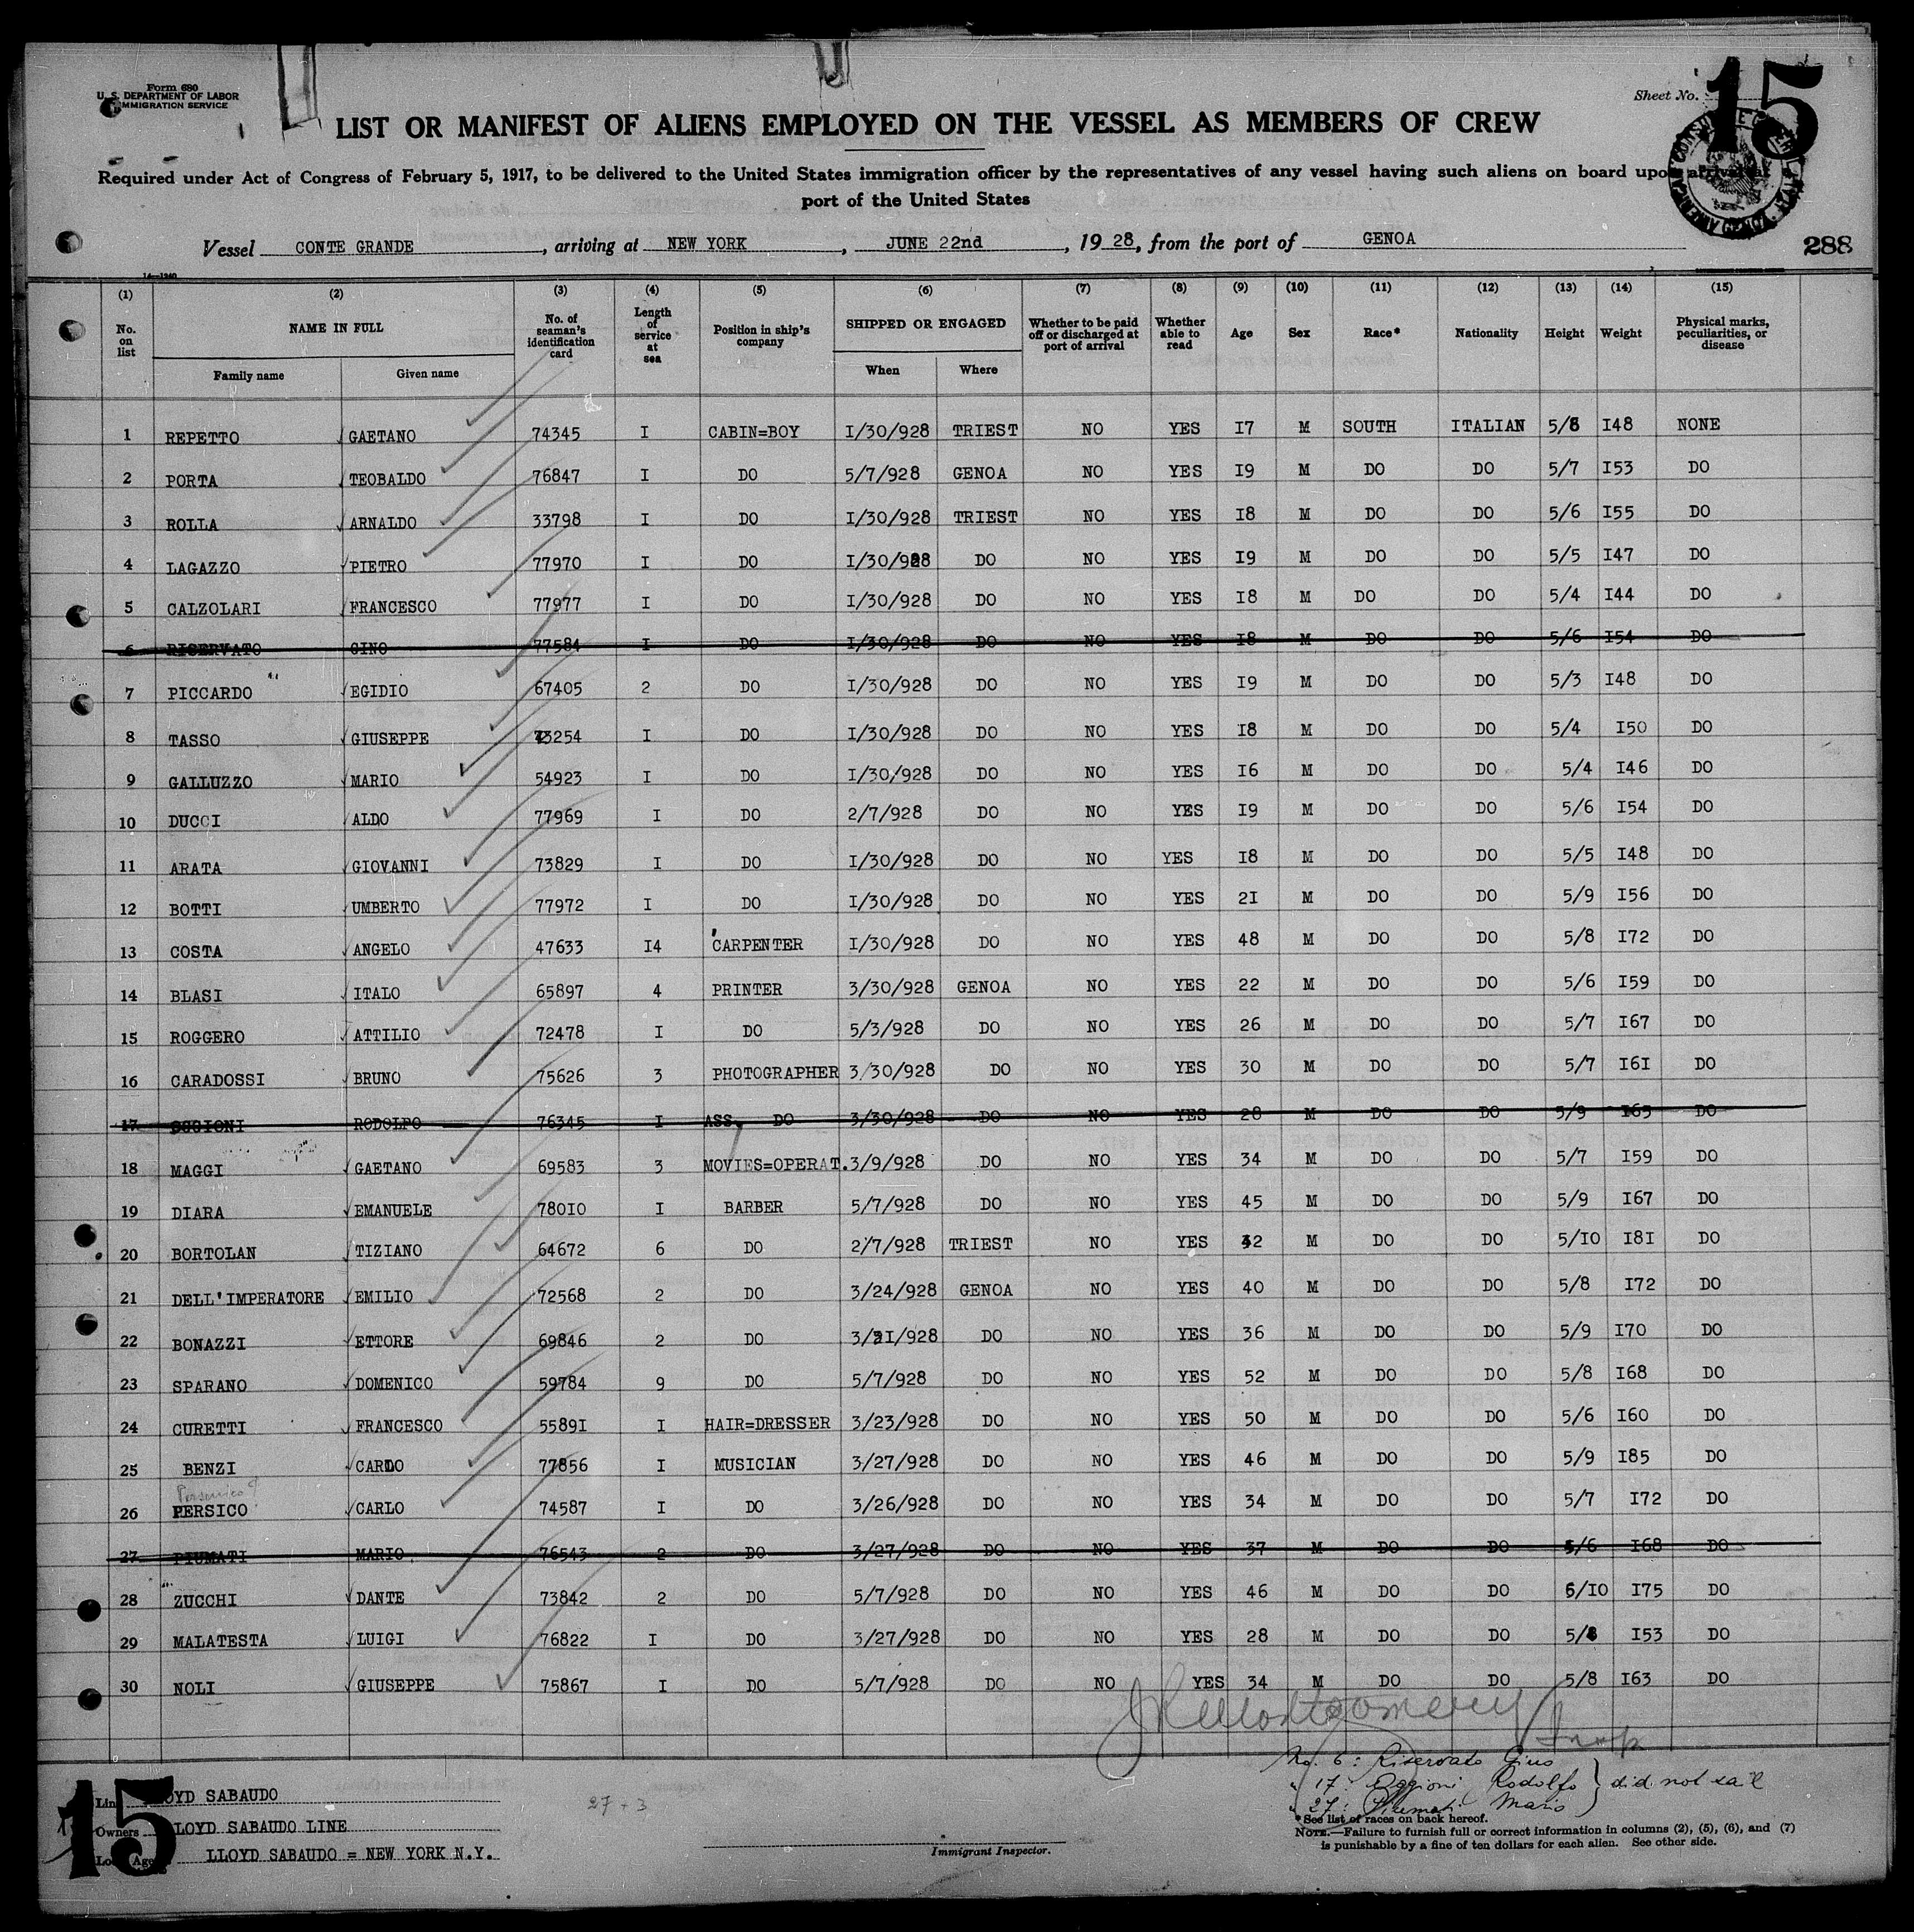 Form 680
U. S. DEPARTMENT OF LABOR
IMMIGRATION SERVICE
Sheet No. 15
LIST OR MANIFEST OF ALIENS EMPLOYED ON THE VESSEL AS MEMBERS OF CREW
Required under Act of Congress of February 5, 1917, to be delivered to the United States immigration officer by the representatives of any vessel having such aliens on board upon arrival at
port of the United States
Vessel CONTE GRANDE, arriving at NEW YORK, JUNE 22nd, 19 28, from the port of GENOA
288
14—1240
(1) (2) (3) (4) (5) (6) (7) (8) (9) (10) (11) (12) (13) (14) (15)
No. on list NAME IN FULL No. of seaman's identification card Length of service at sea Position in ship's company SHIPPED OR ENGAGED Whether to be paid off or discharged at port of arrival Whether able to read Age Sex Race* Nationality Height Weight Physical marks, peculiarities, or disease
Family name Given name When Where
1 REPETTO GAETANO 74345 I CABIN=BOY I/30/928 TRIEST NO YES I7 M SOUTH ITALIAN 5/6 I48 NONE
2 PORTA TEOBALDO 76847 I DO 5/7/928 GENOA NO YES I9 M DO DO 5/7 I53 DO
3 ROLLA ARNALDO 33798 I DO I/30/928 TRIEST NO YES I8 M DO DO 5/6 I55 DO
4 LAGAZZO PIETRO 77970 I DO I/30/928 DO NO YES I9 M DO DO 5/5 I47 DO
5 CALZOLARI FRANCESCO 77977 I DO I/30/928 DO NO YES I8 M DO DO 5/4 I44 DO
6 RISERVATO GINO 77584 I DO I/30/928 DO NO YES I8 M DO DO 5/6 I54 DO
7 PICCARDO EGIDIO 67405 2 DO I/30/928 DO NO YES I9 M DO DO 5/3 I48 DO
8 TASSO GIUSEPPE 73254 I DO I/30/928 DO NO YES I8 M DO DO 5/4 I50 DO
9 GALLUZZO MARIO 54923 I DO I/30/928 DO NO YES I6 M DO DO 5/4 I46 DO
10 DUCCI ALDO 77969 I DO 2/7/928 DO NO YES I9 M DO DO 5/6 I54 DO
11 ARATA GIOVANNI 73829 I DO I/30/928 DO NO YES I8 M DO DO 5/5 I48 DO
12 BOTTI UMBERTO 77972 I DO I/30/928 DO NO YES 2I M DO DO 5/9 I56 DO
13 COSTA ANGELO 47633 I4 CARPENTER I/30/928 DO NO YES 48 M DO DO 5/8 I72 DO
14 BLASI ITALO 65897 4 PRINTER 3/30/928 GENOA NO YES 22 M DO DO 5/6 I59 DO
15 ROGGERO ATTILIO 72478 I DO 5/3/928 DO NO YES 26 M DO DO 5/7 I67 DO
16 CARADOSSI BRUNO 75626 3 PHOTOGRAPHER 3/30/928 DO NO YES 30 M DO DO 5/7 I6I DO
17 OGGIONI RODOLFO 76345 I ASS. DO 3/30/928 DO NO YES 28 M DO DO 5/9 I65 DO
18 MAGGI GAETANO 69583 3 MOVIES=OPERAT. 3/9/928 DO NO YES 34 M DO DO 5/7 I59 DO
19 DIARA EMANUELE 780I0 I BARBER 5/7/928 DO NO YES 45 M DO DO 5/9 I67 DO
20 BORTOLAN TIZIANO 64672 6 DO 2/7/928 TRIEST NO YES 32 M DO DO 5/I0 I8I DO
21 DELL'IMPERATORE EMILIO 72568 2 DO 3/24/928 GENOA NO YES 40 M DO DO 5/8 I72 DO
22 BONAZZI ETTORE 69846 2 DO 3/2I/928 DO NO YES 36 M DO DO 5/9 I70 DO
23 SPARANO DOMENICO 59784 9 DO 5/7/928 DO NO YES 52 M DO DO 5/8 I68 DO
24 CURETTI FRANCESCO 5589I I HAIR=DRESSER 3/23/928 DO NO YES 50 M DO DO 5/6 I60 DO
25 BENZI CARLO 77856 I MUSICIAN 3/27/928 DO NO YES 46 M DO DO 5/9 I85 DO
26 PERSICO CARLO 74587 I DO 3/26/928 DO NO YES 34 M DO DO 5/7 I72 DO
27 PIUMATI MARIO 76543 2 DO 3/27/928 DO NO YES 37 M DO DO 5/6 I68 DO
28 ZUCCHI DANTE 73842 2 DO 5/7/928 DO NO YES 46 M DO DO 6/I0 I75 DO
29 MALATESTA LUIGI 76822 I DO 3/27/928 DO NO YES 28 M DO DO 5/ I53 DO
30 NOLI GIUSEPPE 75867 I DO 5/7/928 DO NO YES 34 M DO DO 5/8 I63 DO
JR Montgomery Insp
No. 6: Riservato Gino
" 17: Oggioni Rodolfo } did not sail
" 27: Piumati Mario
15
Line LLOYD SABAUDO
Owners LLOYD SABAUDO LINE
Local Agents LLOYD SABAUDO = NEW YORK N.Y.
27 + 3
Immigrant Inspector.
*See list of races on back hereof.
NOTE.—Failure to furnish full or correct information in columns (2), (5), (6), and (7)
is punishable by a fine of ten dollars for each alien. See other side.